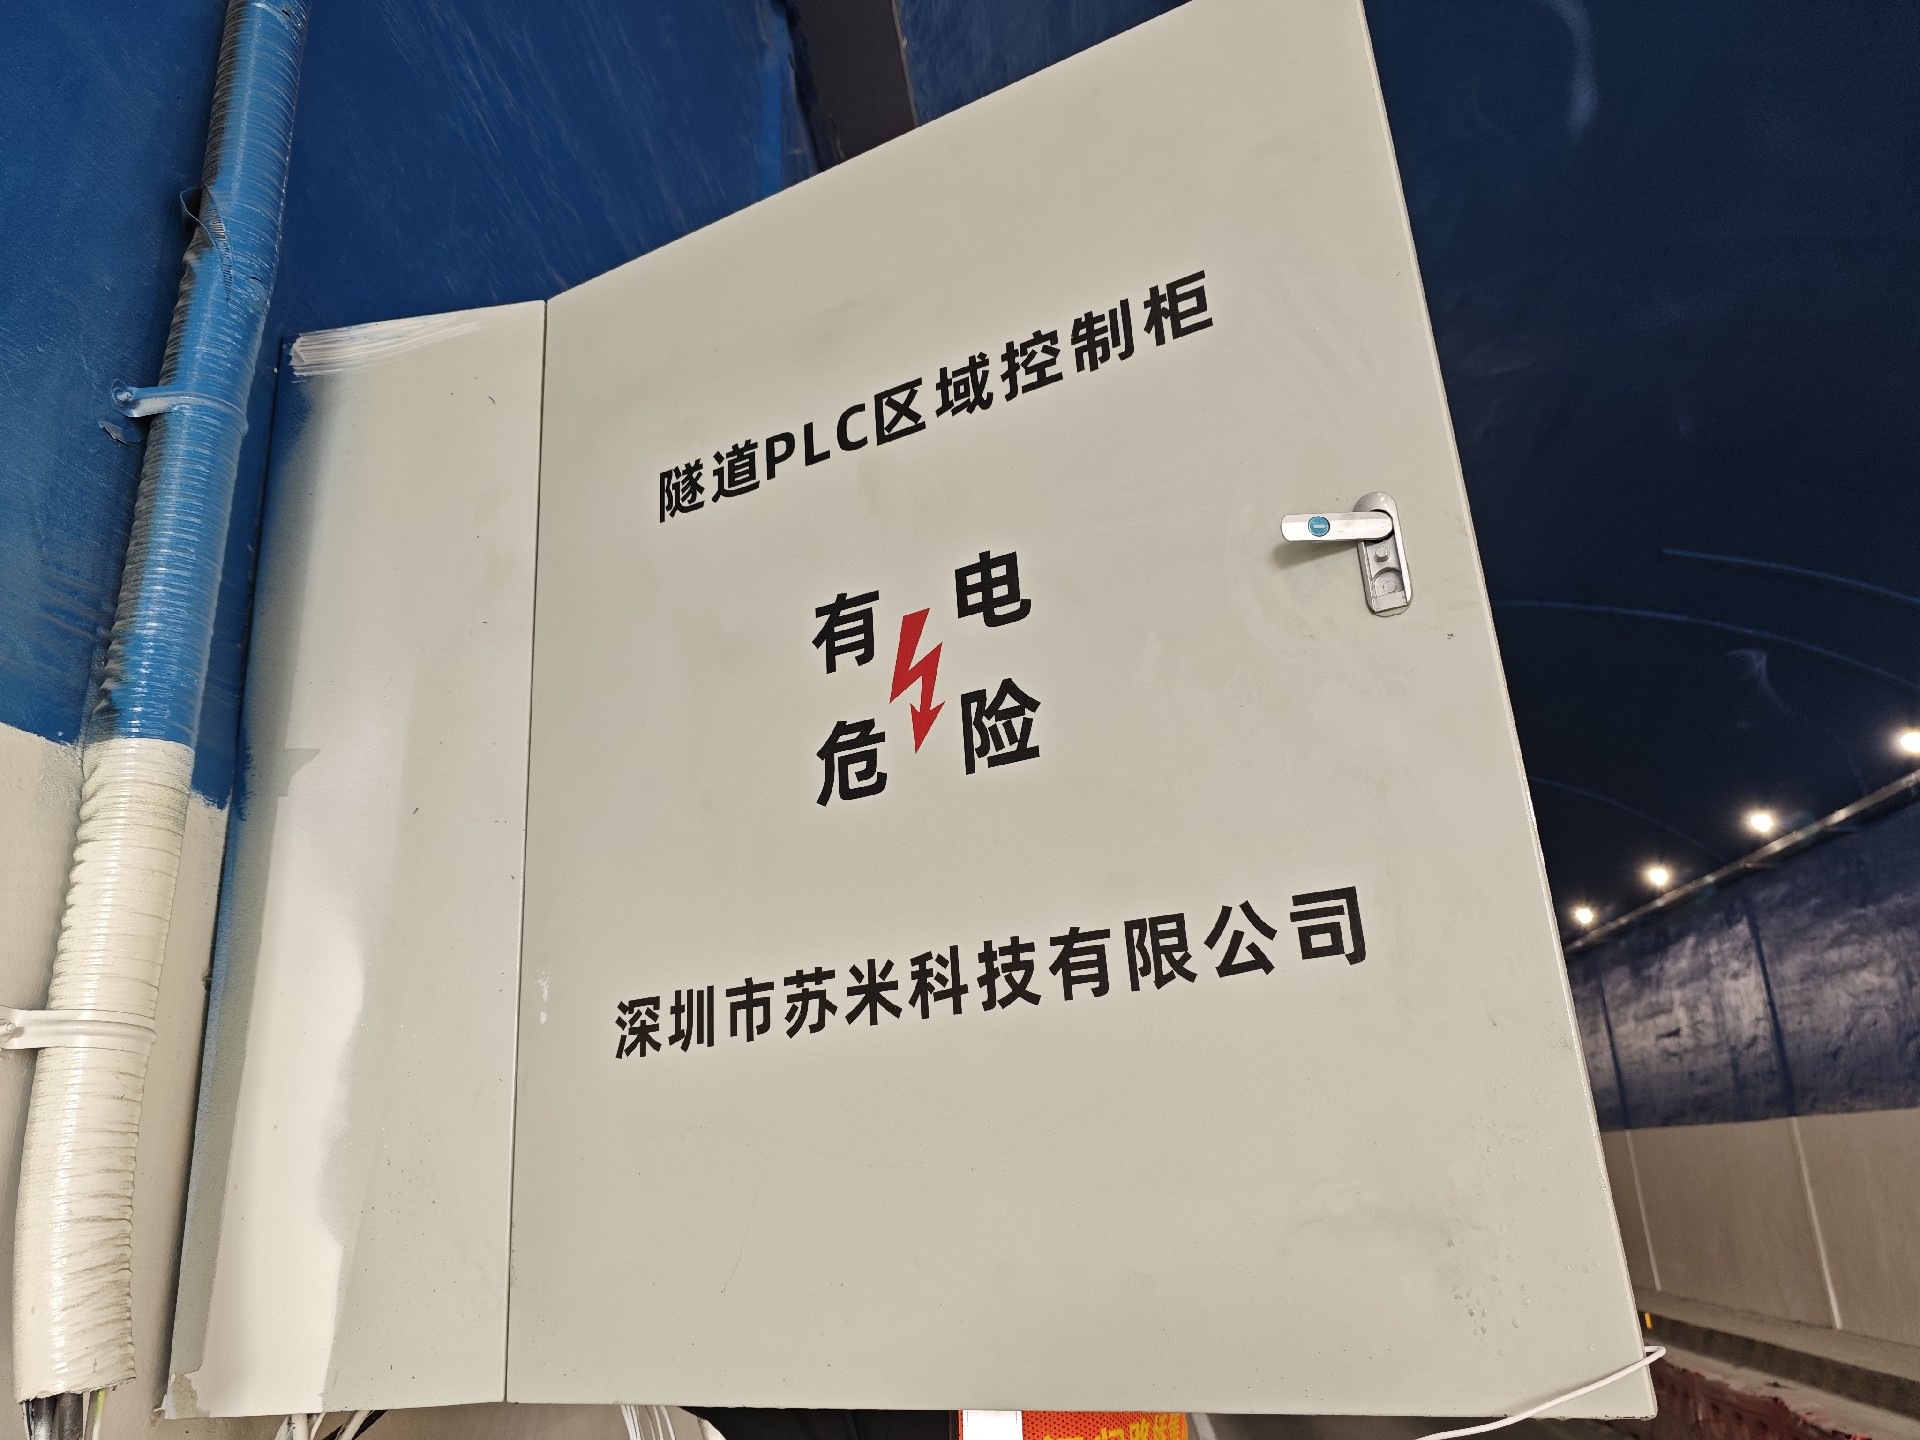 隧道PLC区域控制柜
有电
危险
深圳市苏米科技有限公司